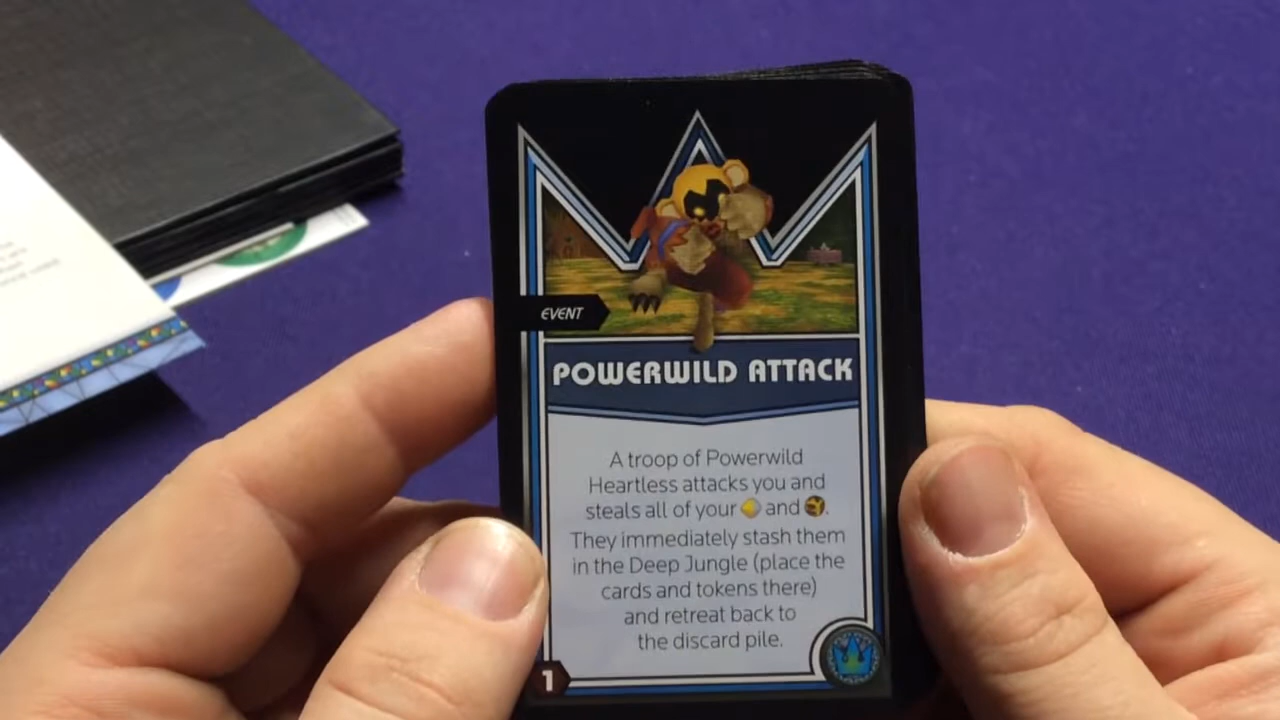 EVENT
POWERWILD ATTACK
A troop of Powerwild
Heartless attacks you and
steals all of your and .
They immediately stash them
in the Deep Jungle (place the
cards and tokens there)
and retreat back to
the discard pile.
1